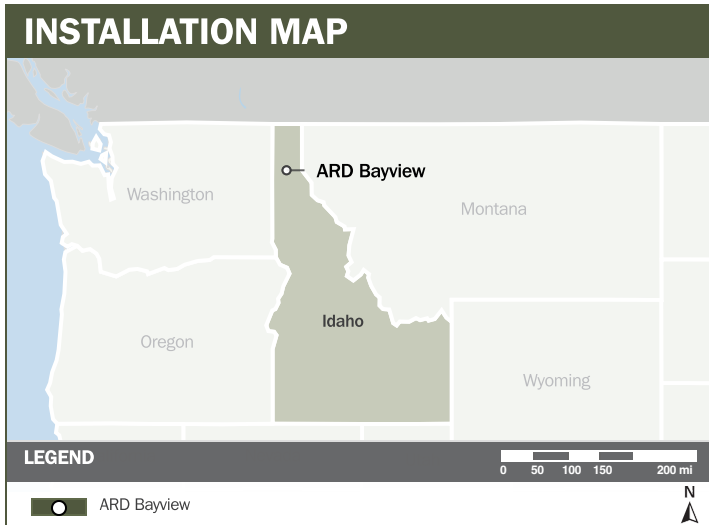 INSTALLATION MAP
ARD Bayview
Washington
Montana
Idaho
Oregon
Wyoming
LEGEND
0 50 100 150 200 mi
ARD Bayview
N